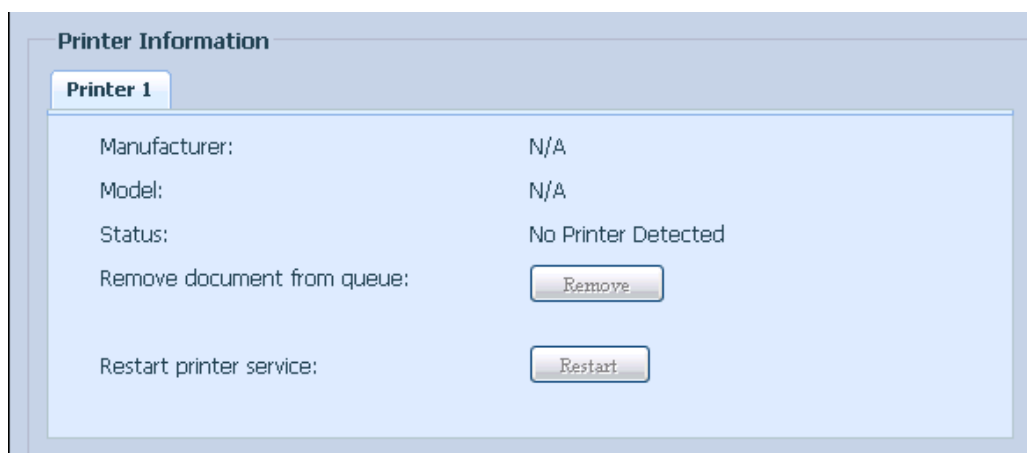 Printer Information
Printer 1
Manufacturer: N/A
Model: N/A
Status: No Printer Detected
Remove document from queue: Remove
Restart printer service: Restart